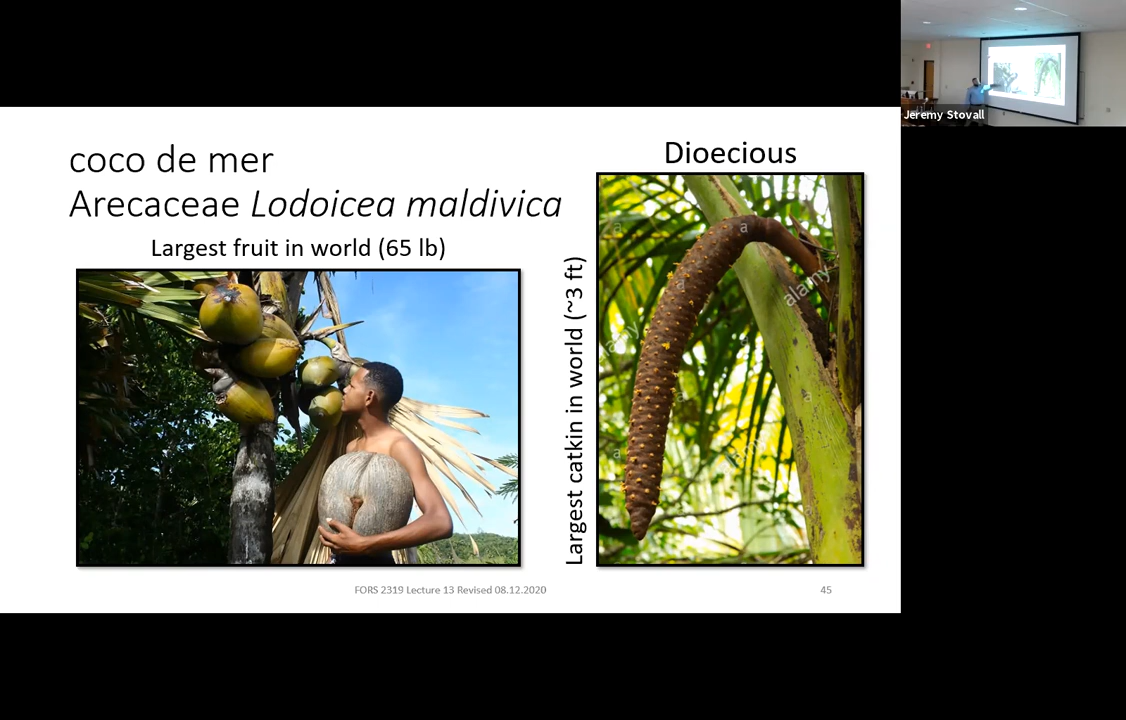 Jeremy Stovall
coco de mer
Arecaceae Lodoicea maldivica
Largest fruit in world (65 lb)
Dioecious
Largest catkin in world (~3 ft)
alamy
alamy
a
a
a
a
a
FORS 2319 Lecture 13 Revised 08.12.2020
45